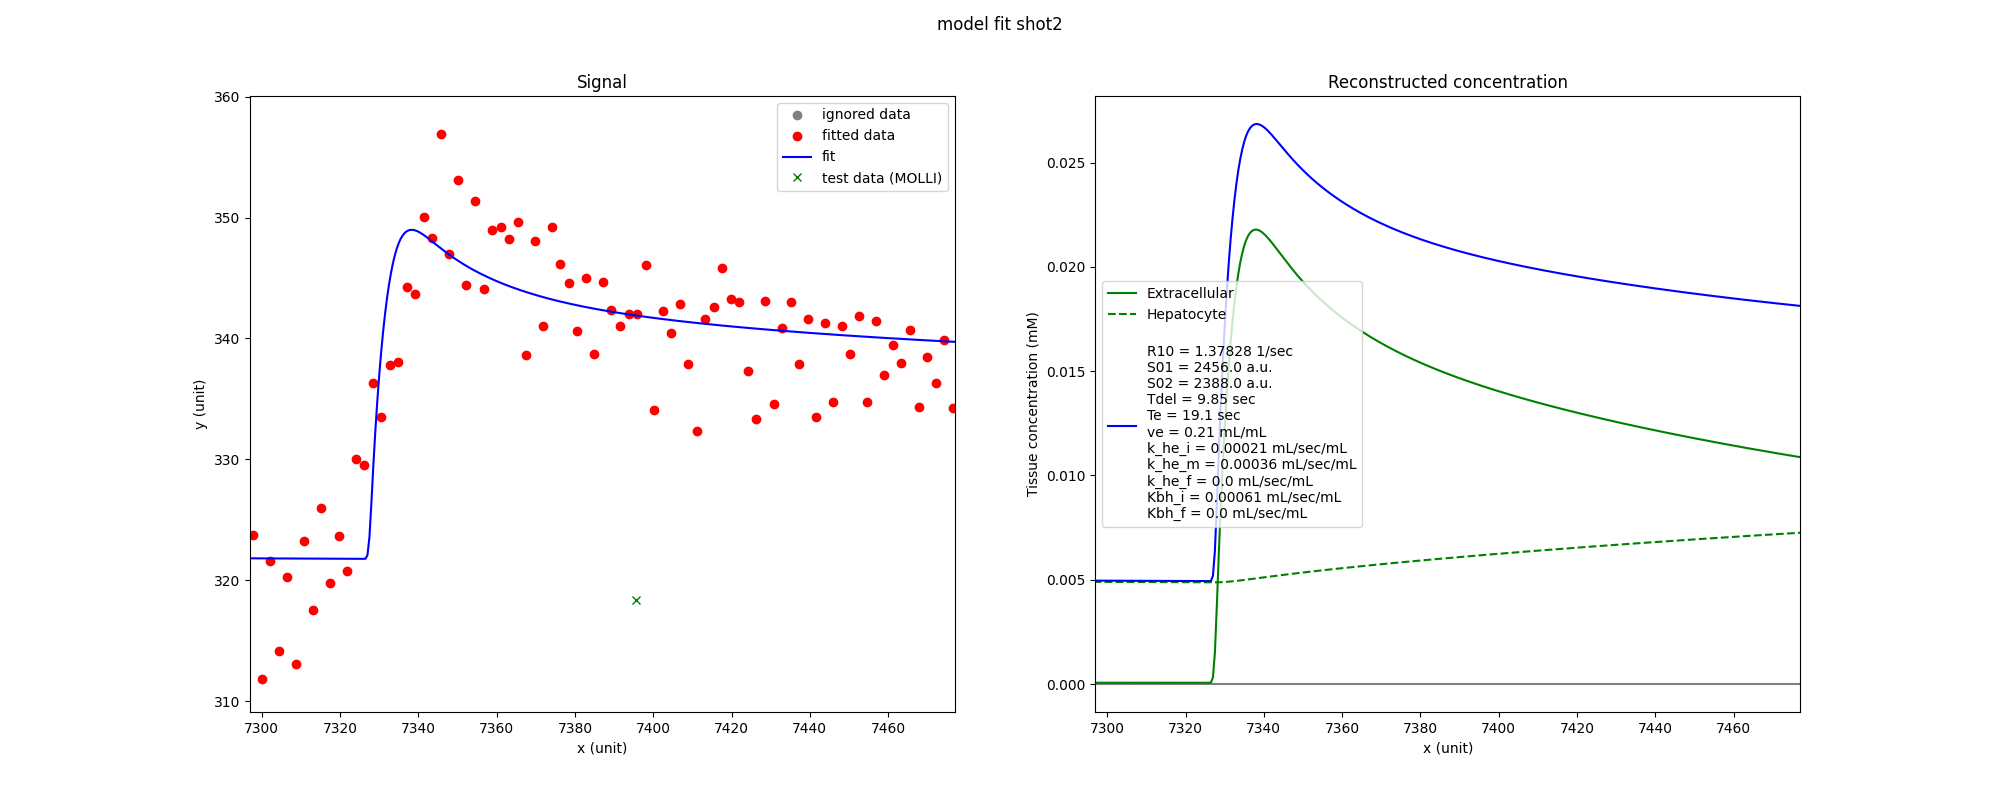 model fit shot2
Signal
360
350
340
330
320
310
y (unit)
7300 7320 7340 7360 7380 7400 7420 7440 7460
x (unit)
ignored data
fitted data
fit
test data (MOLLI)
Reconstructed concentration
0.025
0.020
0.015
0.010
0.005
0.000
Tissue concentration (mM)
7300 7320 7340 7360 7380 7400 7420 7440 7460
x (unit)
Extracellular
Hepatocyte
R10 = 1.37828 1/sec
S01 = 2456.0 a.u.
S02 = 2388.0 a.u.
Tdel = 9.85 sec
Te = 19.1 sec
ve = 0.21 mL/mL
k_he_i = 0.00021 mL/sec/mL
k_he_m = 0.00036 mL/sec/mL
k_he_f = 0.0 mL/sec/mL
Kbh_i = 0.00061 mL/sec/mL
Kbh_f = 0.0 mL/sec/mL